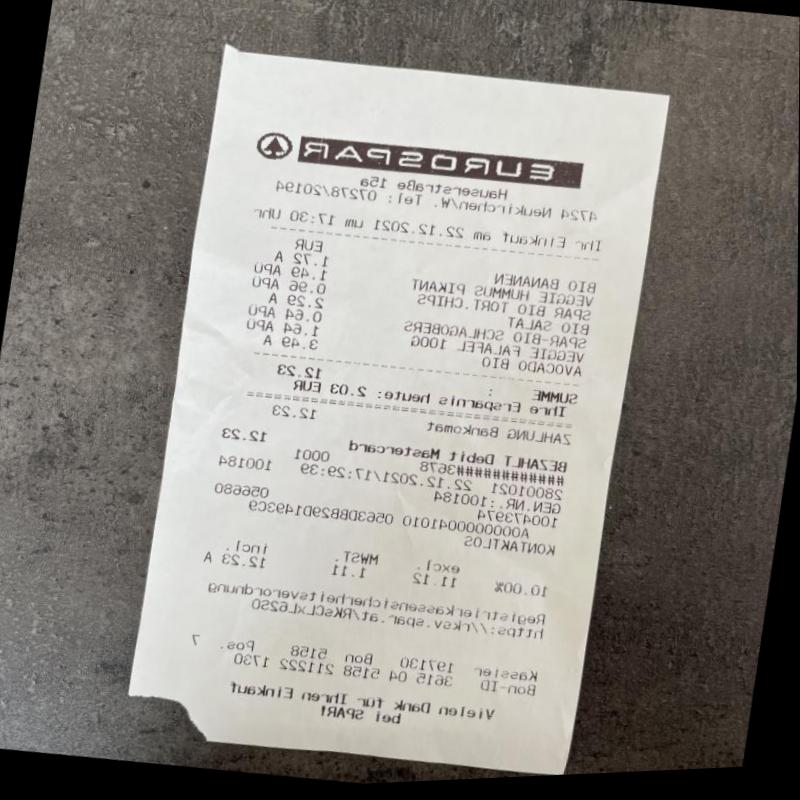 EUROSPAR
Hauserstraße 15a
4724 Neukirchen/W. Tel: 07278/20194
Ihr Einkauf am 22.12.2021 um 17:30 Uhr
EUR
BIO BANANEN 1.72 A
VEGGIE HUMMUS PIKANT 1.49 APÜ
SPAR BIO TORT.CHIPS 0.96 APÜ
BIO SALAT 2.29 A
SPAR-BIO SCHLAGOBERS 0.64 APÜ
VEGGIE FALAFEL 100G 1.64 APÜ
AVOCADO BIO 3.49 A
SUMME : 12.23
Ihre Ersparnis heute: 2.03 EUR
ZAHLUNG Bankomat 12.23
BEZAHLT Debit Mastercard 12.23
############3678 0001
28001021 22.12.2021/17:29:39 100184
GEN.NR.:100184
100473974 056680
A0000000041010 0563DBB29D1493C9
KONTAKTLOS
excl. MWST. incl.
10.00% 11.12 1.11 12.23 A
Registrierkassensicherheitsverordnung
https://rksv.spar.at/RKsCLxL62S0
Kassier 197130 Bon 5158 Pos. 7
Bon-ID 3615 04 5158 211222 1730
Vielen Dank für Ihren Einkauf
bei SPAR!